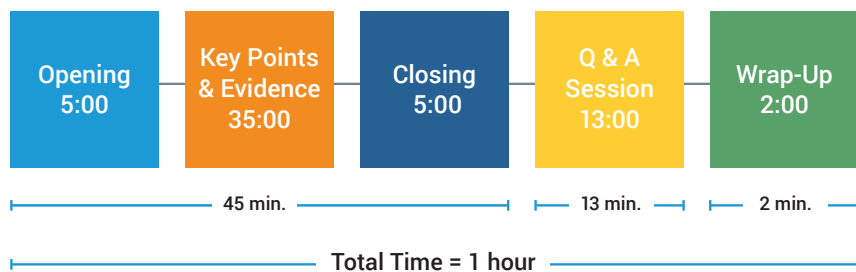 Opening
5:00
Key Points
& Evidence
35:00
Closing
5:00
Q & A
Session
13:00
Wrap-Up
2:00
45 min.
13 min.
2 min.
Total Time = 1 hour